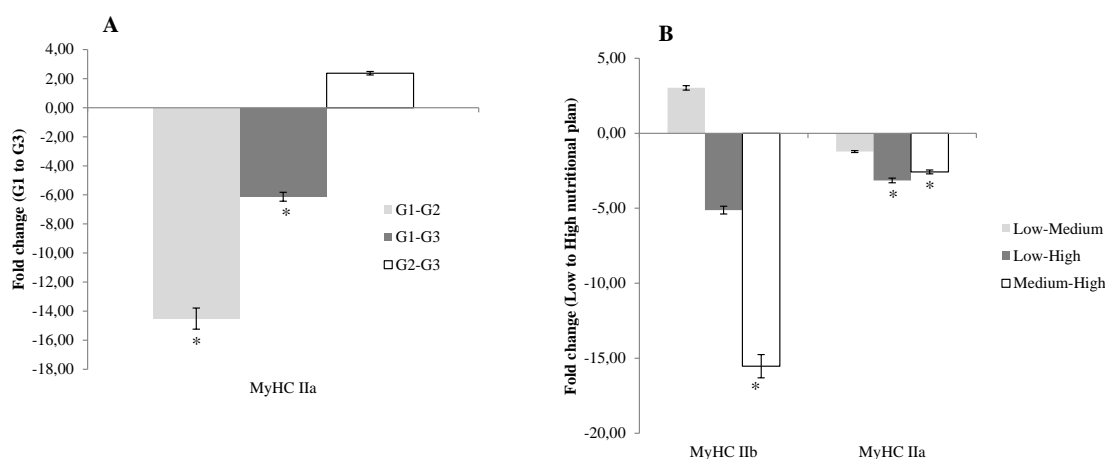 A
4,00
2,00
0,00
-2,00
-4,00
-6,00
-8,00
-10,00
-12,00
-14,00
-16,00
-18,00
Fold change (G1 to G3)
*
*
G1-G2
G1-G3
G2-G3
MyHC IIa
B
5,00
0,00
-5,00
-10,00
-15,00
-20,00
Fold change (Low to High nutritional plan)
*
*
*
Low-Medium
Low-High
Medium-High
MyHC IIb
MyHC IIa